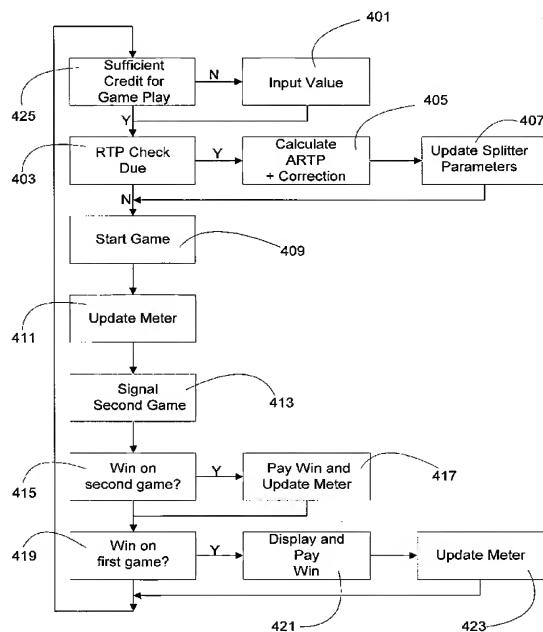 401
Sufficient
Credit for
Game Play
N
Input Value
425
Y
405
407
RTP Check
Due
Y
Calculate
ARTP
+ Correction
Update Splitter
Parameters
403
N
Start Game
409
Update Meter
411
Signal
Second Game
413
Win on
second game?
Y
Pay Win and
Update Meter
417
415
Win on
first game?
Y
Display and
Pay
Win
Update Meter
419
421
423